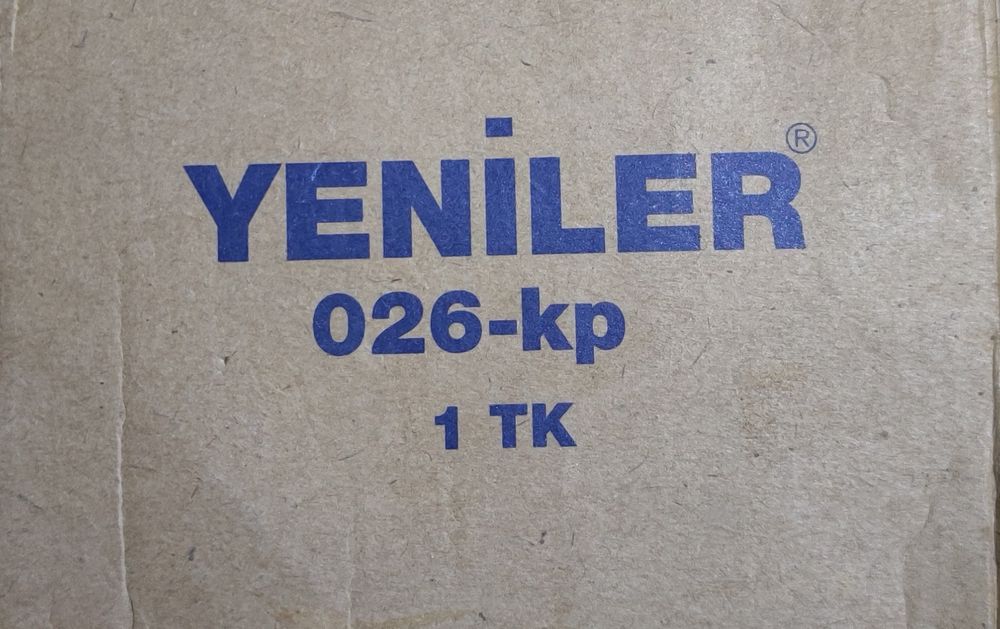 YENİLER®
026-kp
1 TK